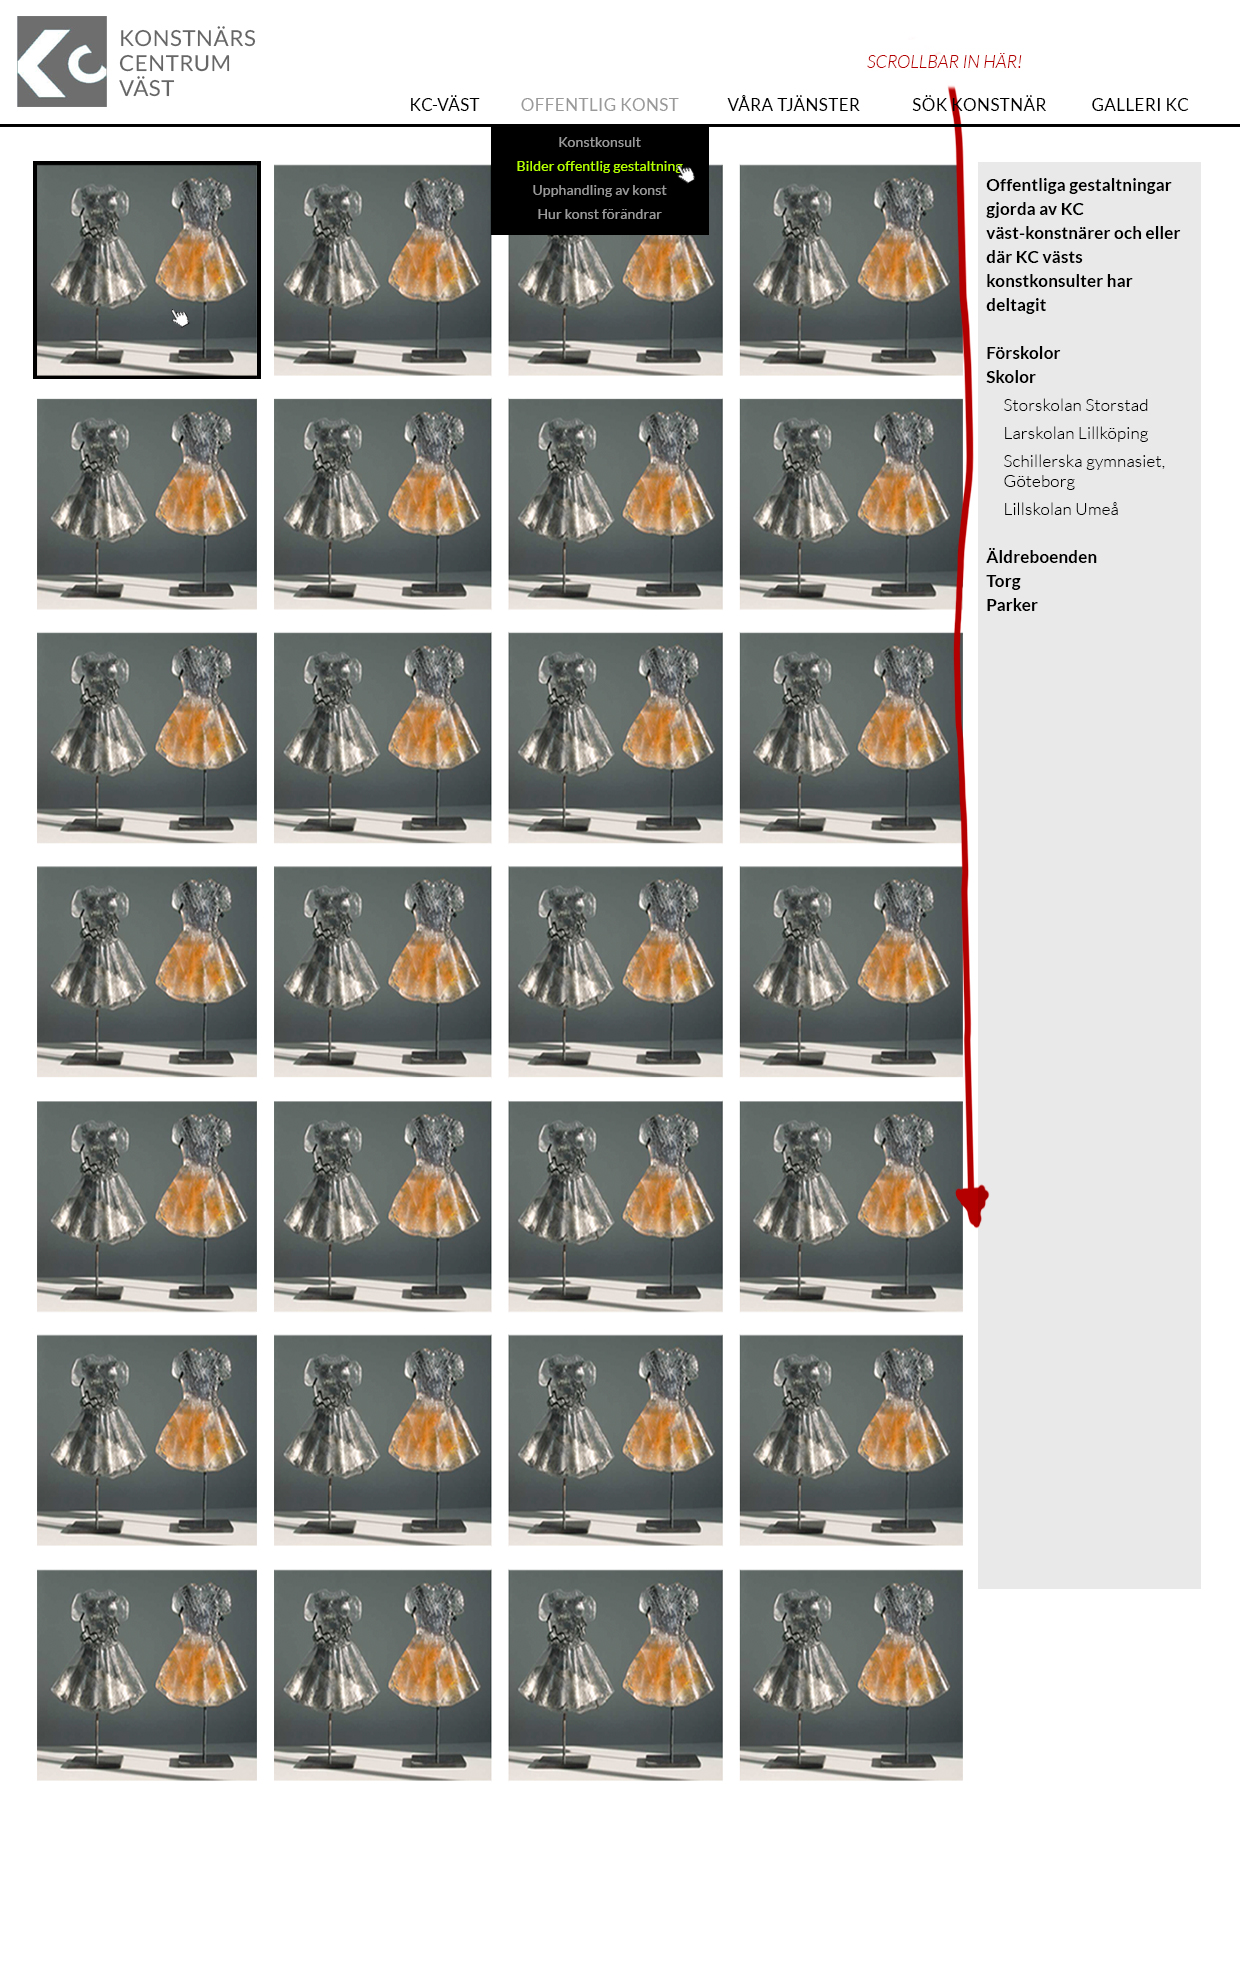 KONSTNÄRS
CENTRUM
VÄST
SCROLLBAR IN HÄR!
KC-VÄST
OFFENTLIG KONST
VÅRA TJÄNSTER
SÖK KONSTNÄR
GALLERI KC
Konstkonsult
Bilder offentlig gestaltning
Upphandling av konst
Hur konst förändrar
Offentliga gestaltningar
gjorda av KC
väst-konstnärer och eller
där KC västs
konstkonsulter har
deltagit
Förskolor
Skolor
Storskolan Storstad
Larskolan Lillköping
Schillerska gymnasiet,
Göteborg
Lillskolan Umeå
Äldreboenden
Torg
Parker